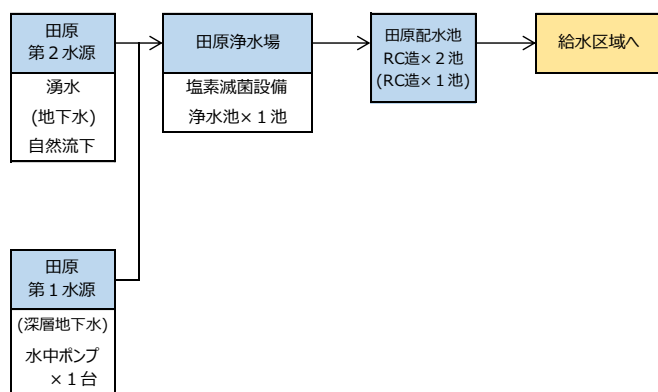 田原
第２水源
湧水
(地下水)
自然流下
田原浄水場
塩素滅菌設備
浄水池×１池
田原配水池
RC造×２池
(RC造×１池)
給水区域へ
田原
第１水源
(深層地下水)
水中ポンプ
×１台